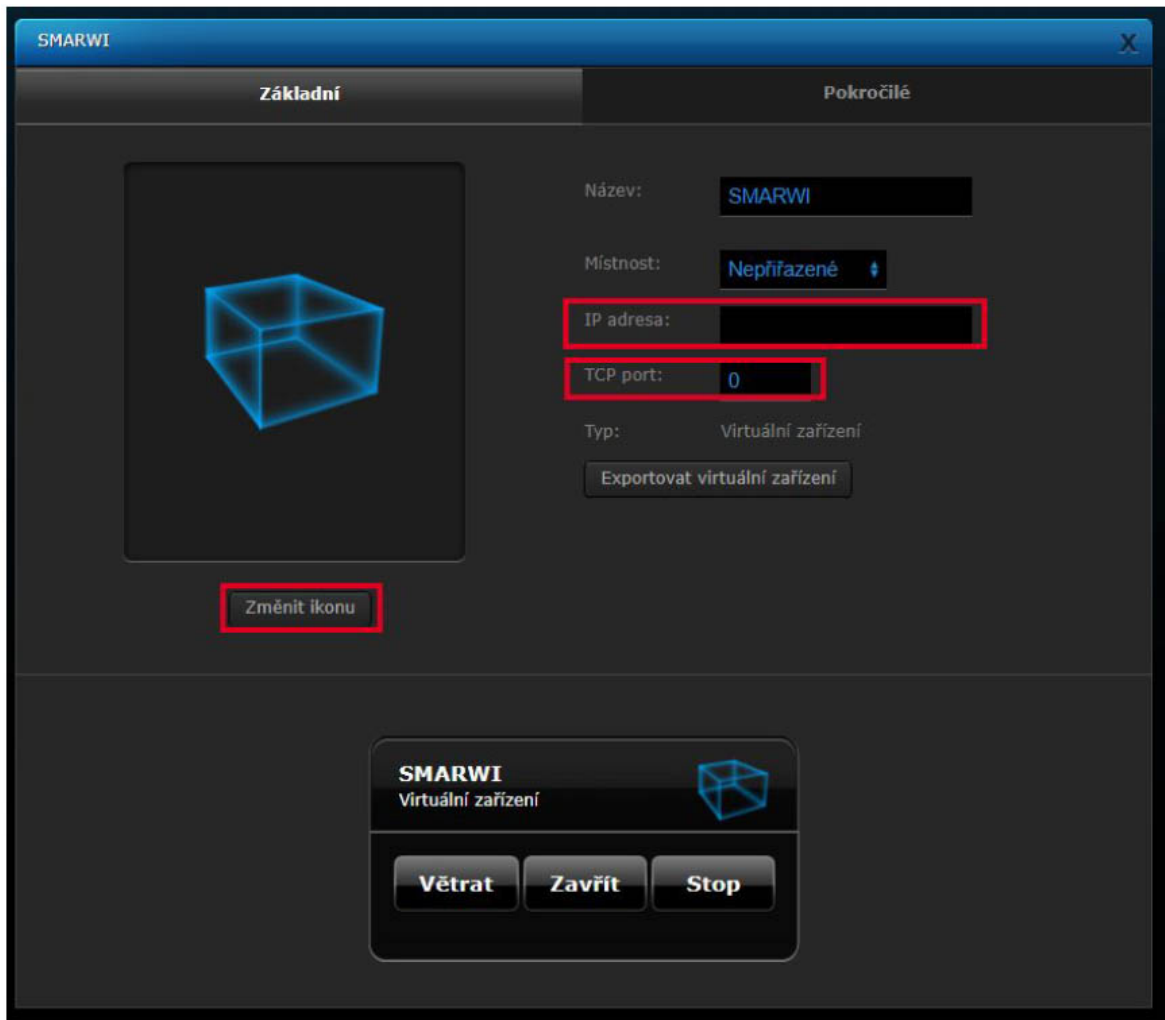 SMARWI
X
Základní
Pokročilé
Název:
SMARWI
Místnost:
Nepřiřazené
IP adresa:
TCP port:
0
Typ:
Virtuální zařízení
Exportovat virtuální zařízení
Změnit ikonu
SMARWI
Virtuální zařízení
Větrat
Zavřít
Stop